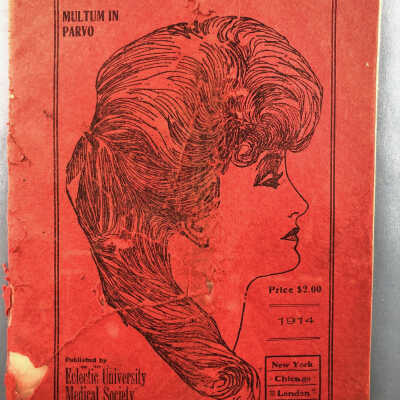 MULTUM IN
PARVO
Price $2.00
1914
Published by
Eclectic University
Medical Society
New York
Chicago
London